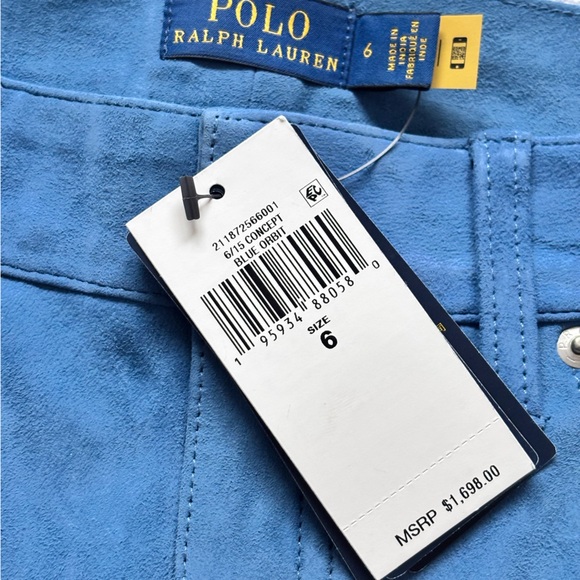 POLO
RALPH LAUREN
6
MADE IN
INDIA
FABRIQUÉ EN
INDE
211872566001
6/15 CONCEPT
BLUE ORBIT
1 95934 88058 0
SIZE
6
MSRP $1,698.00